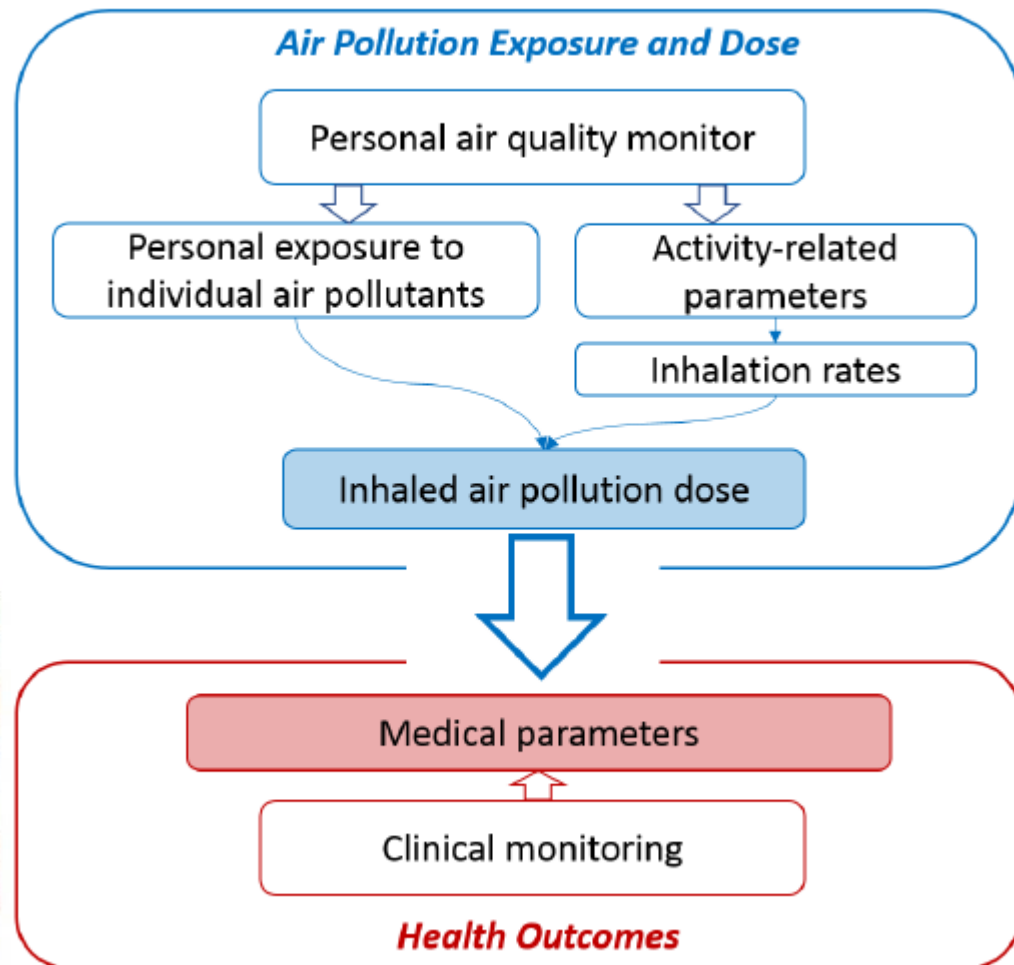 Air Pollution Exposure and Dose
Personal air quality monitor
Personal exposure to
individual air pollutants
Activity-related
parameters
Inhalation rates
Inhaled air pollution dose
Medical parameters
Clinical monitoring
Health Outcomes